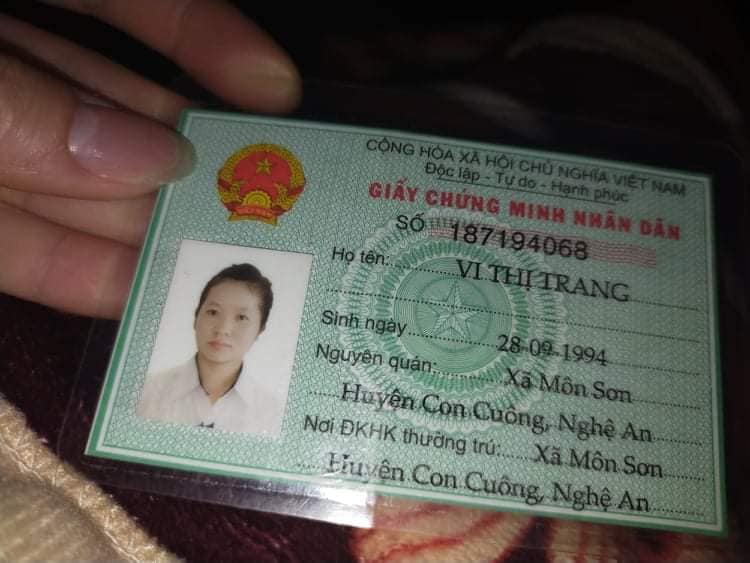 CỘNG HÒA XÃ HỘI CHỦ NGHĨA VIỆT NAM
Độc lập - Tự do - Hạnh phúc
GIẤY CHỨNG MINH NHÂN DÂN
SỐ 187194068
Họ tên: VI THỊ TRANG
Sinh ngày 28-09-1994
Nguyên quán: Xã Môn Sơn
Huyện Con Cuông, Nghệ An
Nơi ĐKHK thường trú: Xã Môn Sơn
Huyện Con Cuông, Nghệ An